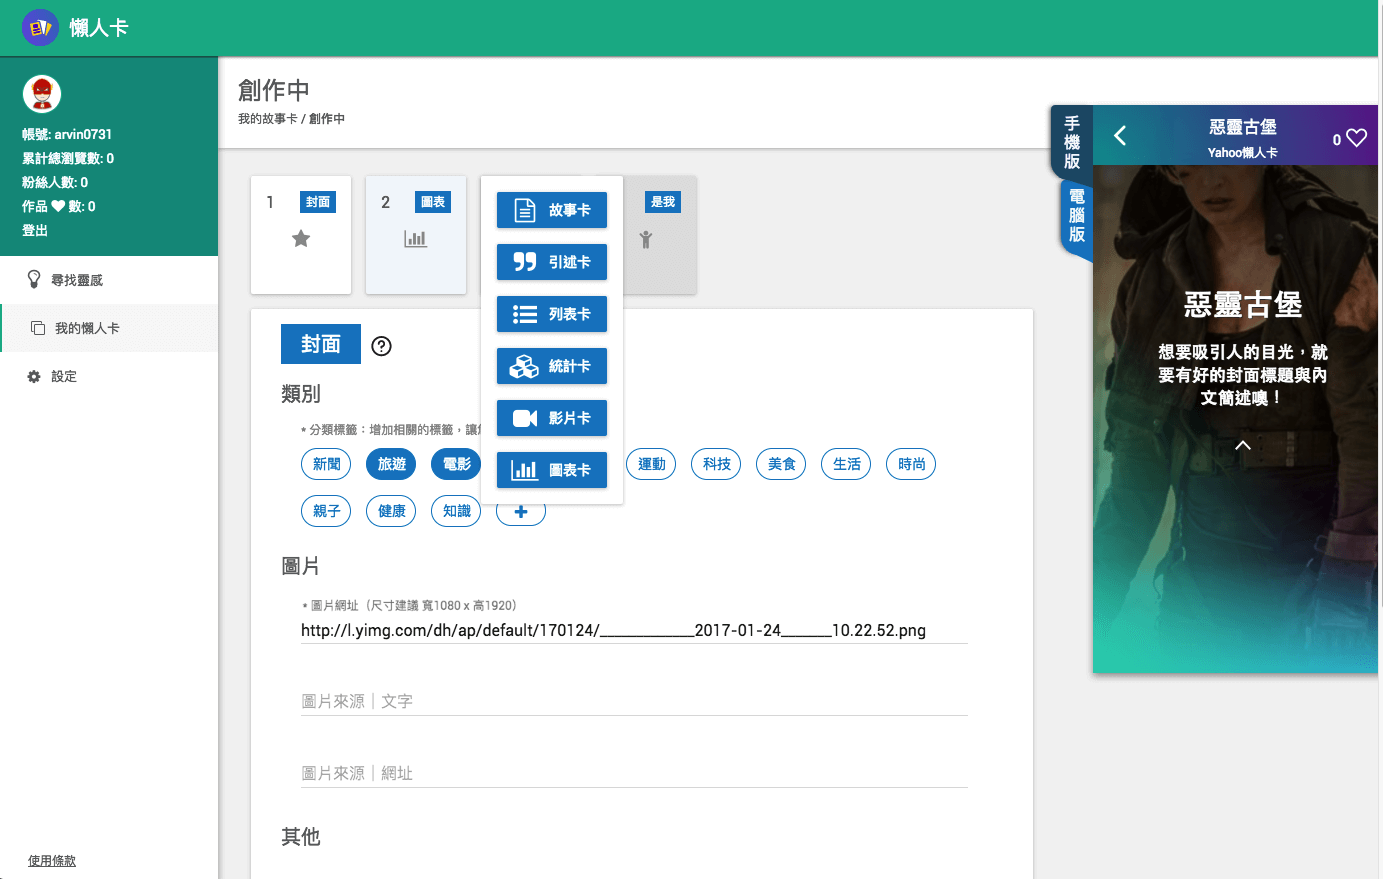 懶人卡
帳號: arvin0731
累計總瀏覽數: 0
粉絲人數: 0
作品 ♥ 數: 0
登出
尋找靈感
我的懶人卡
設定
使用條款
創作中
我的故事卡 / 創作中
1 封面
2 圖表
是我
故事卡
引述卡
列表卡
統計卡
影片卡
圖表卡
封面
類別
* 分類標籤：增加相關的標籤，讓
新聞 旅遊 電影 運動 科技 美食 生活 時尚
親子 健康 知識 +
圖片
* 圖片網址（尺寸建議 寬1080 x 高1920）
http://l.yimg.com/dh/ap/default/170124/____________2017-01-24______10.22.52.png
圖片來源｜文字
圖片來源｜網址
其他
手機版
電腦版
惡靈古堡
Yahoo懶人卡
0
惡靈古堡
想要吸引人的目光，就
要有好的封面標題與內
文簡述噢！